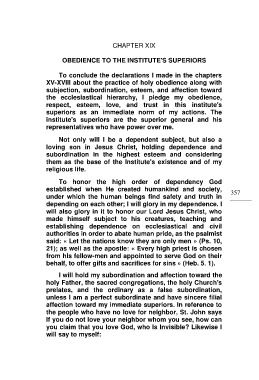 CHAPTER XIX
OBEDIENCE TO THE INSTITUTE'S SUPERIORS
To conclude the declarations I made in the chapters
XV-XVIII about the practice of holy obedience along with
subjection, subordination, esteem, and affection toward
the ecclesiastical hierarchy, I pledge my obedience,
respect, esteem, love, and trust in this institute's
superiors as an immediate norm of my actions. The
Institute's superiors are the superior general and his
representatives who have power over me.
Not only will I be a dependent subject, but also a
loving son in Jesus Christ, holding dependence and
subordination in the highest esteem and considering
them as the base of the Institute's existence and of my
religious life.
To honor the high order of dependency God
established when He created humankind and society,
under which the human beings find safety and truth in
depending on each other; I will glory in my dependence. I
will also glory in it to honor our Lord Jesus Christ, who
made himself subject to his creatures, teaching and
establishing dependence on ecclesiastical and civil
authorities in order to abate human pride, as the psalmist
said: « Let the nations know they are only men » (Ps. 10,
21); as well as the apostle: « Every high priest is chosen
from his fellow-men and appointed to serve God on their
behalf, to offer gifts and sacrifices for sins » (Heb. 5. 1).
357
I will hold my subordination and affection toward the
holy Father, the sacred congregations, the holy Church's
prelates, and the ordinary as a false subordination,
unless I am a perfect subordinate and have sincere filial
affection toward my immediate superiors. In reference to
the people who have no love for neighbor, St. John says
If you do not love your neighbor whom you see, how can
you claim that you love God, who is Invisible? Likewise I
will say to myself: